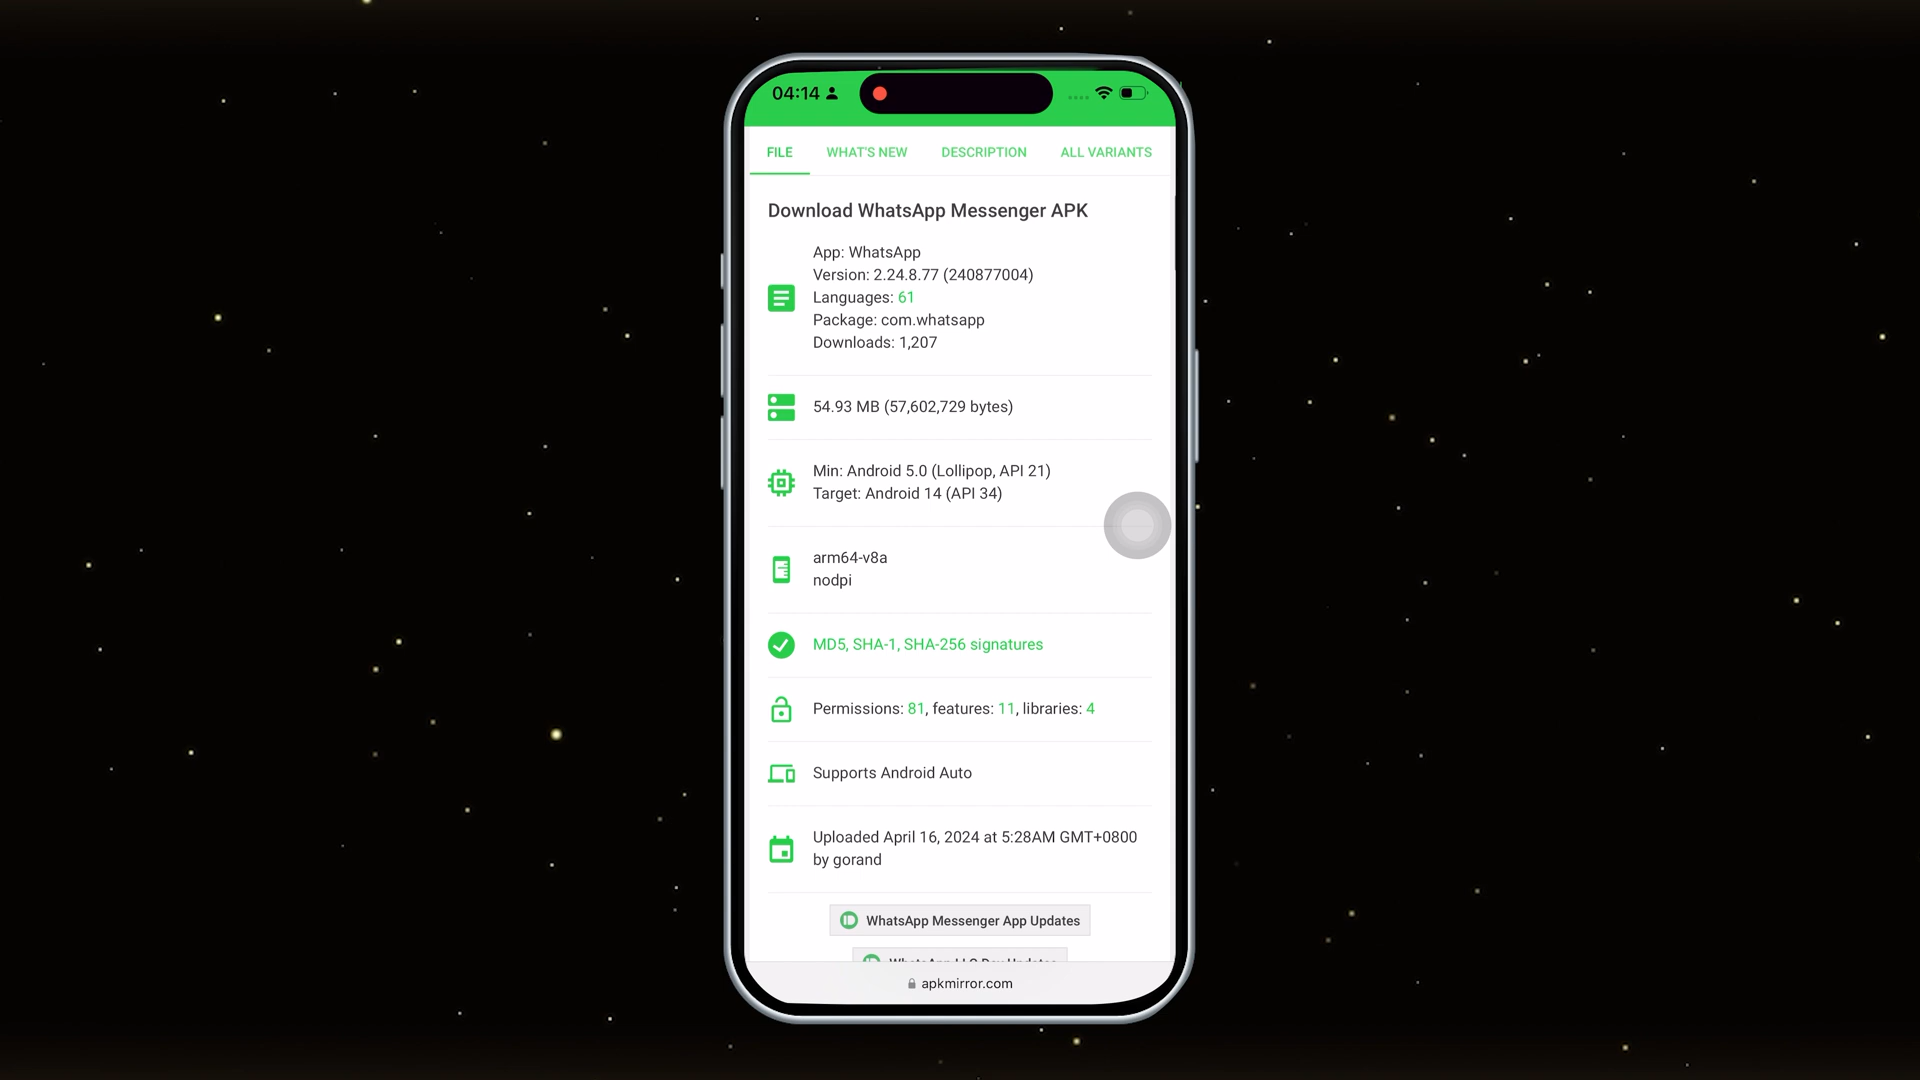 04:14
FILE
WHAT'S NEW
DESCRIPTION
ALL VARIANTS
Download WhatsApp Messenger APK
App: WhatsApp
Version: 2.24.8.77 (240877004)
Languages: 61
Package: com.whatsapp
Downloads: 1,207
54.93 MB (57,602,729 bytes)
Min: Android 5.0 (Lollipop, API 21)
Target: Android 14 (API 34)
arm64-v8a
nodpi
MD5, SHA-1, SHA-256 signatures
Permissions: 81, features: 11, libraries: 4
Supports Android Auto
Uploaded April 16, 2024 at 5:28AM GMT+0800
by gorand
WhatsApp Messenger App Updates
WhatsApp LLC Dev Updates
apkmirror.com